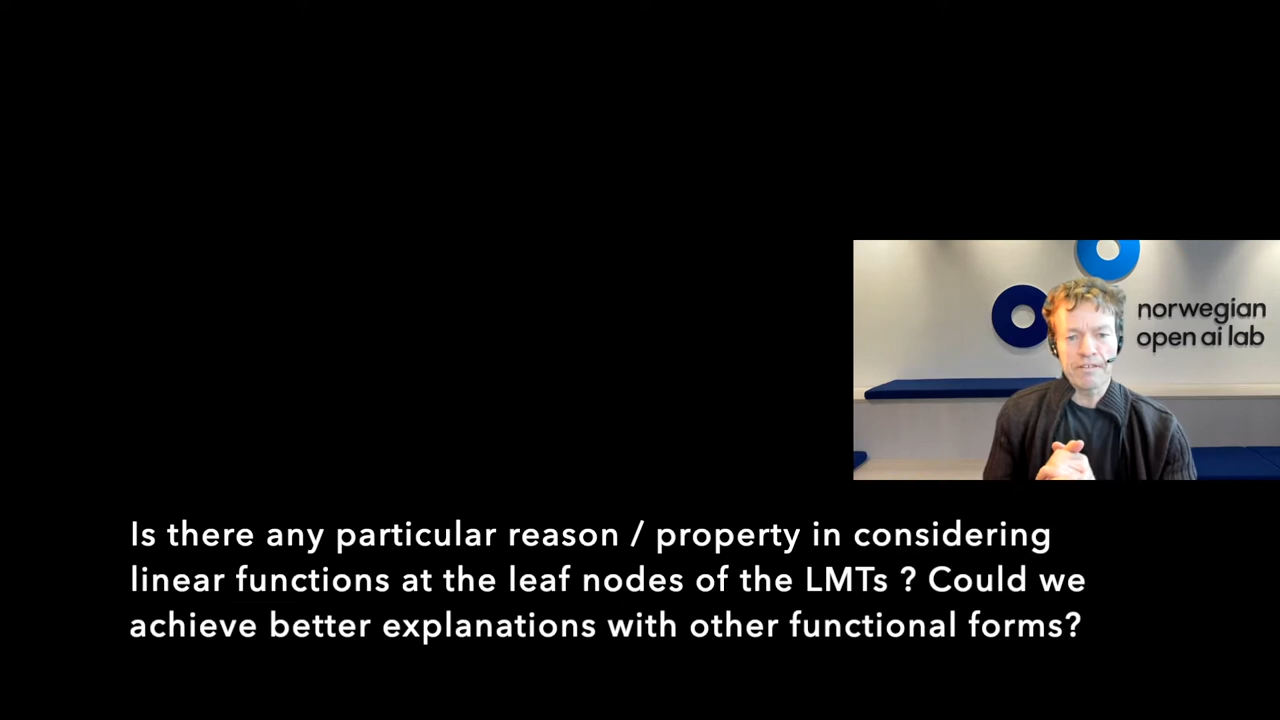 norwegian
open ai lab
Is there any particular reason / property in considering
linear functions at the leaf nodes of the LMTs ? Could we
achieve better explanations with other functional forms?